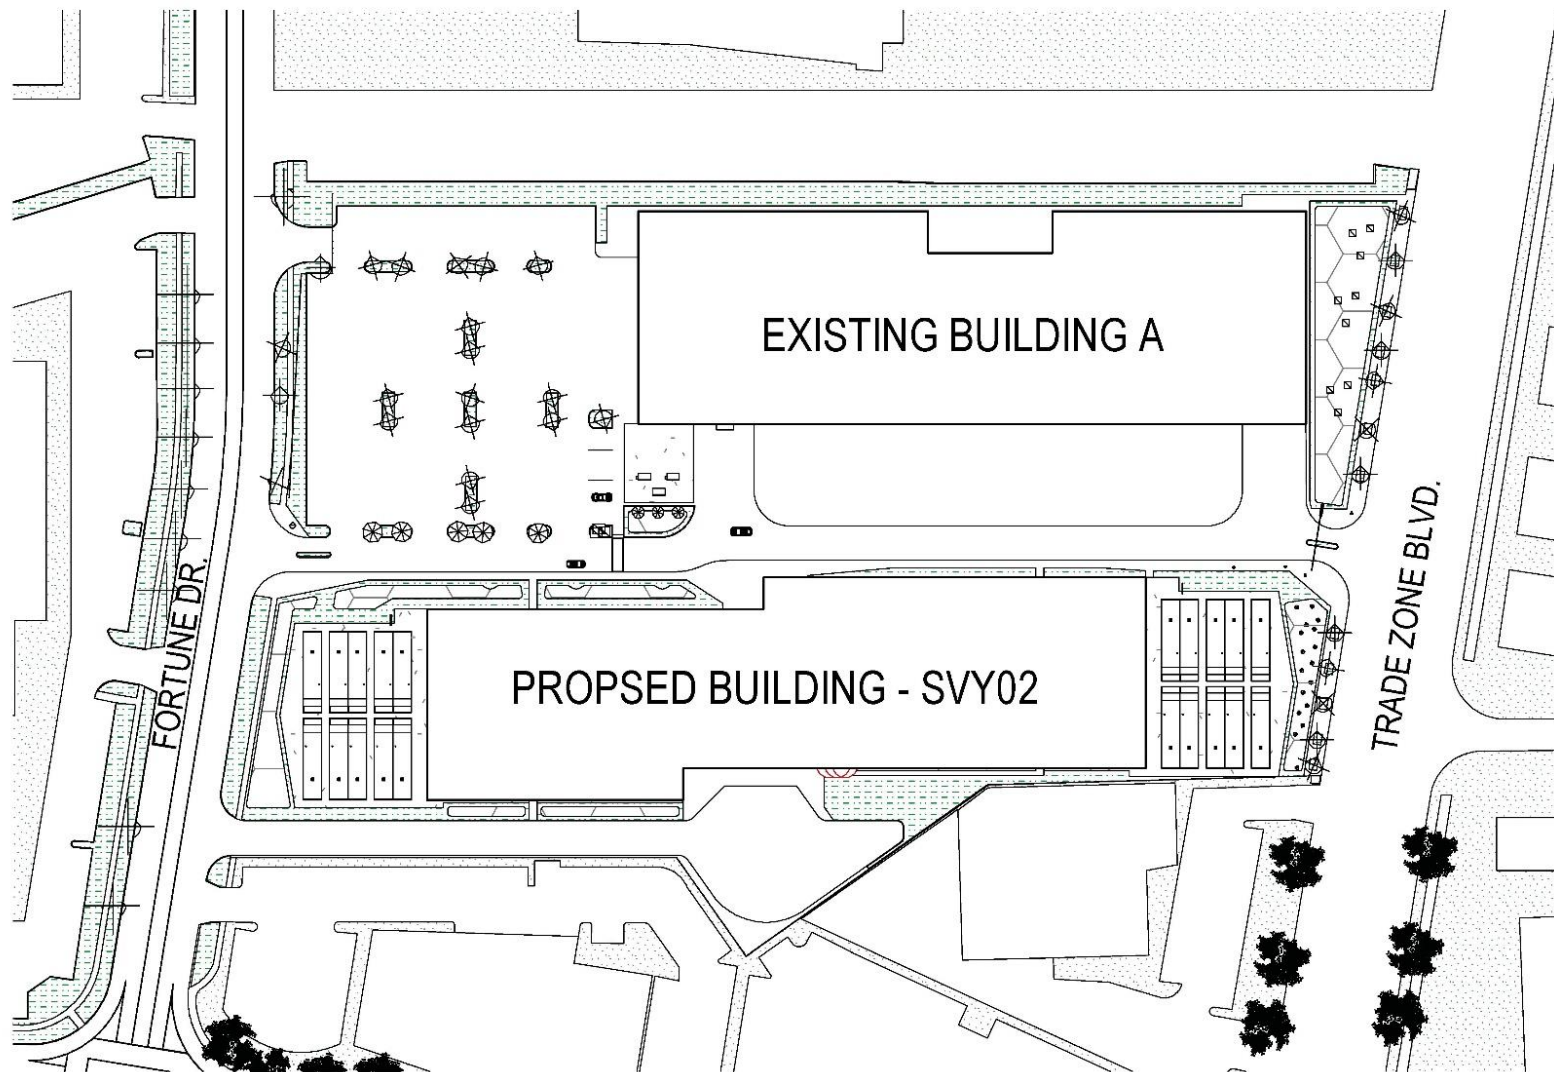 EXISTING BUILDING A
FORTUNE DR.
TRADE ZONE BLVD.
PROPSED BUILDING - SVY02